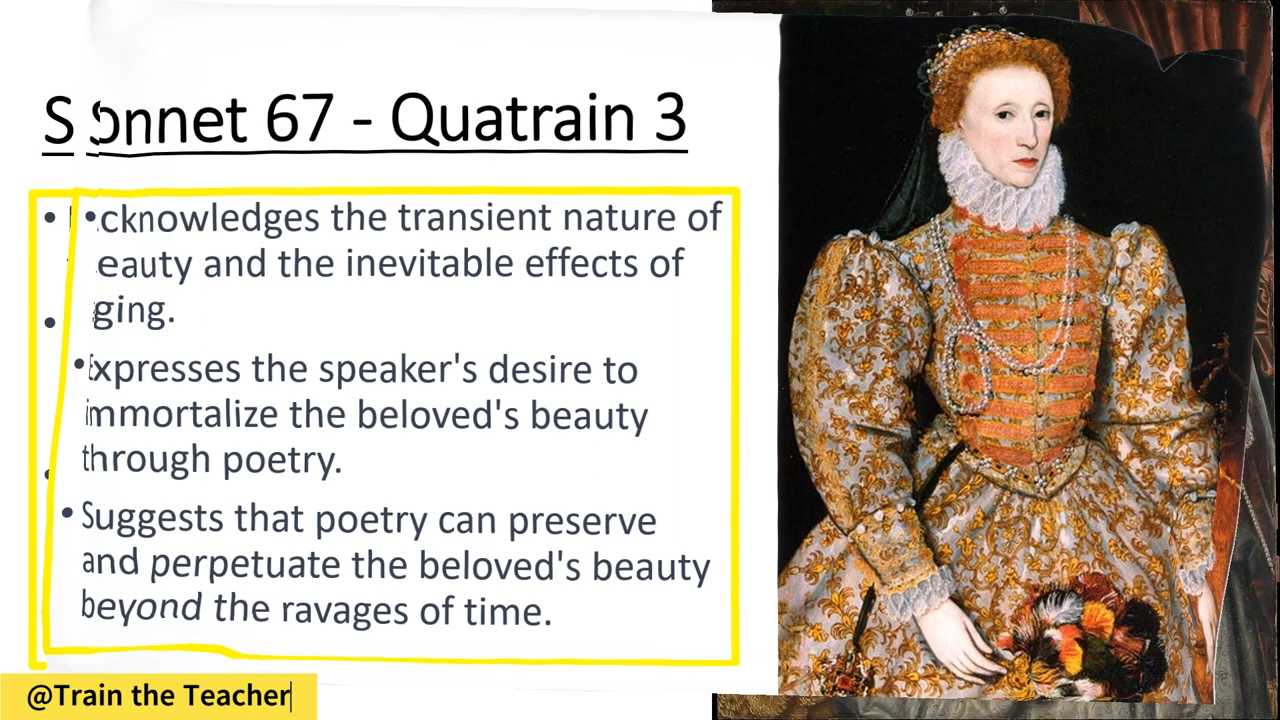 Sonnet 67 - Quatrain 3
• cknowledges the transient nature of
eauty and the inevitable effects of
ging.
• Expresses the speaker's desire to
immortalize the beloved's beauty
through poetry.
• Suggests that poetry can preserve
and perpetuate the beloved's beauty
beyond the ravages of time.
@Train the Teacher